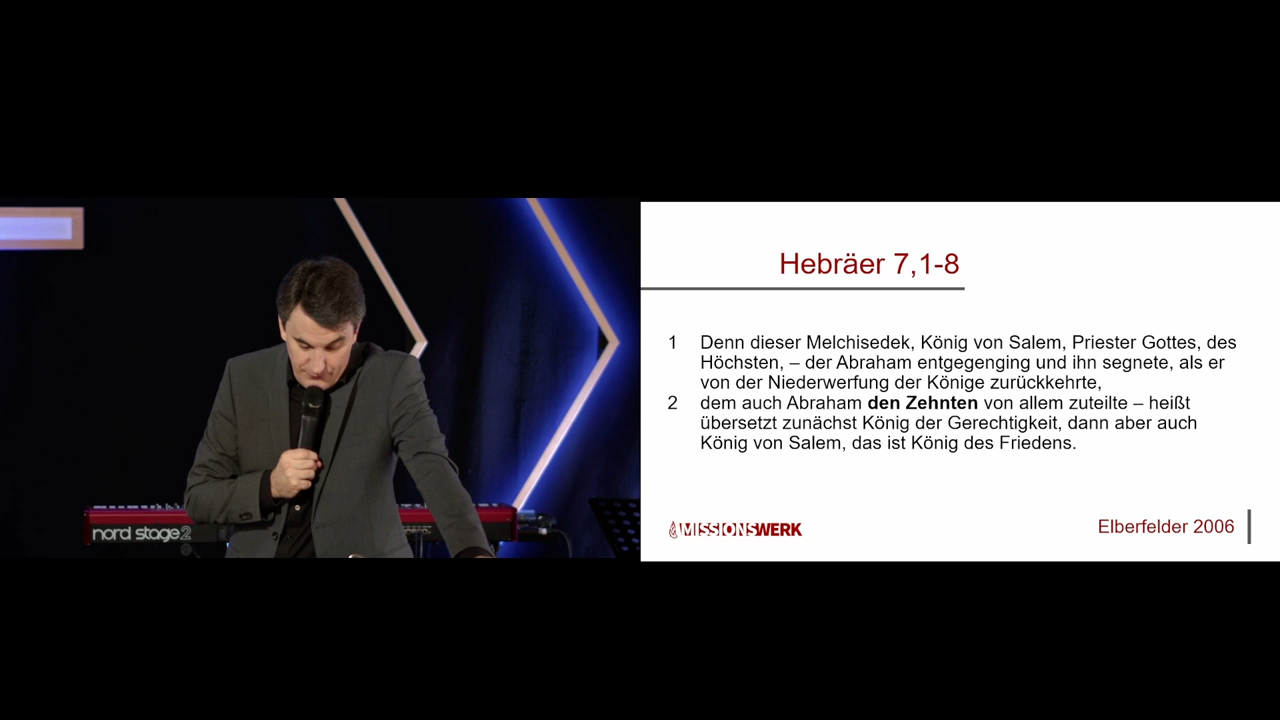 nord stage 2
Hebräer 7,1-8
1 Denn dieser Melchisedek, König von Salem, Priester Gottes, des
Höchsten, – der Abraham entgegenging und ihn segnete, als er
von der Niederwerfung der Könige zurückkehrte,
2 dem auch Abraham den Zehnten von allem zuteilte – heißt
übersetzt zunächst König der Gerechtigkeit, dann aber auch
König von Salem, das ist König des Friedens.
MISSIONSWERK
Elberfelder 2006